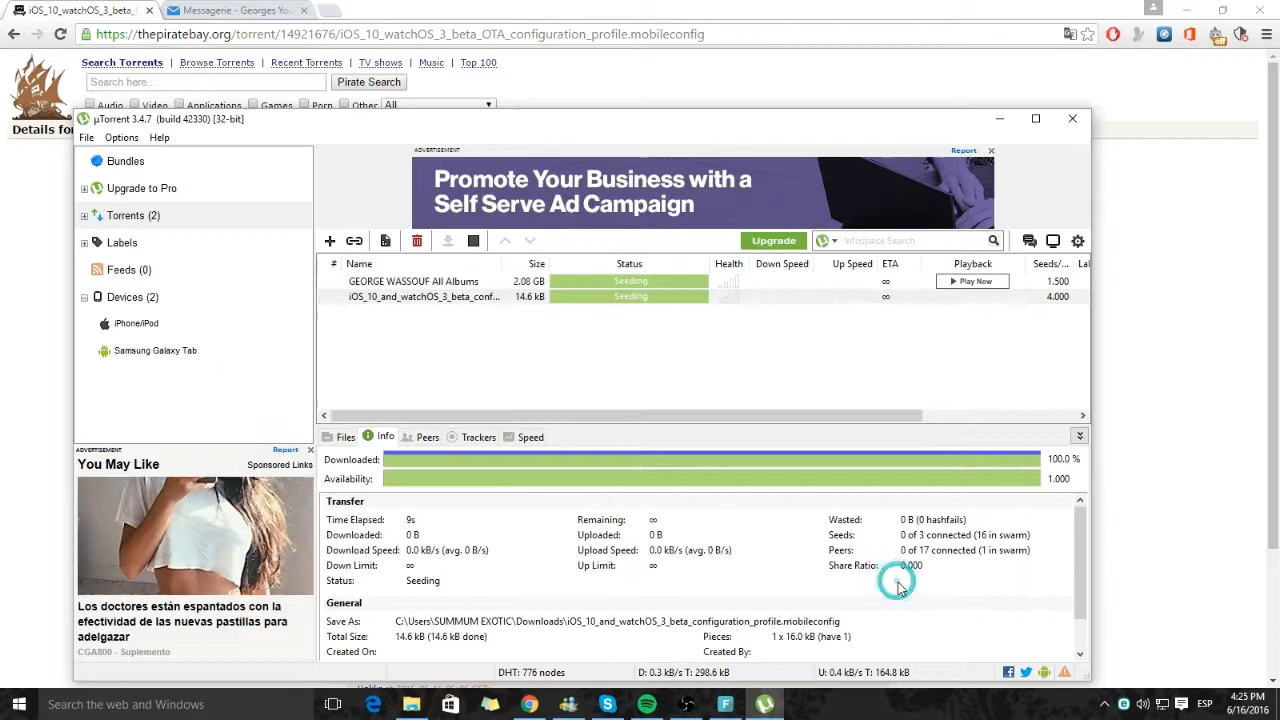 iOS_10_watchOS_3_beta_
Messagerie - Georges You
https://thepiratebay.org/torrent/14921676/iOS_10_watchOS_3_beta_OTA_configuration_profile.mobileconfig
Search Torrents | Browse Torrents | Recent Torrents | TV shows | Music | Top 100
Search here...
Pirate Search
Audio Video Applications Games Porn Other All
Details for
µTorrent 3.4.7 (build 42330) [32-bit]
File Options Help
Bundles
Upgrade to Pro
Torrents (2)
Labels
Feeds (0)
Devices (2)
iPhone/iPod
Samsung Galaxy Tab
ADVERTISEMENT Report
Promote Your Business with a
Self Serve Ad Campaign
Upgrade
Infospace Search
# Name Size Status Health Down Speed Up Speed ETA Playback Seeds/... Lal
GEORGE WASSOUF All Albums 2.08 GB Seeding ∞ Play Now 1.500
iOS_10_and_watchOS_3_beta_conf... 14.6 kB Seeding ∞ 4.000
Files Info Peers Trackers Speed
Downloaded: 100.0 %
Availability: 1.000
Transfer
Time Elapsed: 9s Remaining: ∞ Wasted: 0 B (0 hashfails)
Downloaded: 0 B Uploaded: 0 B Seeds: 0 of 3 connected (16 in swarm)
Download Speed: 0.0 kB/s (avg. 0 B/s) Upload Speed: 0.0 kB/s (avg. 0 B/s) Peers: 0 of 17 connected (1 in swarm)
Down Limit: ∞ Up Limit: ∞ Share Ratio: 0.000
Status: Seeding
General
Save As: C:\Users\SUMMUM EXOTIC\Downloads\iOS_10_and_watchOS_3_beta_configuration_profile.mobileconfig
Total Size: 14.6 kB (14.6 kB done) Pieces: 1 x 16.0 kB (have 1)
Created On: Created By:
ADVERTISEMENT Report
You May Like Sponsored Links
Los doctores están espantados con la
efectividad de las nuevas pastillas para
adelgazar
CGA800 - Suplemento
DHT: 776 nodes D: 0.3 kB/s T: 298.6 kB U: 0.4 kB/s T: 164.8 kB
Search the web and Windows
ESP
4:25 PM
6/16/2016